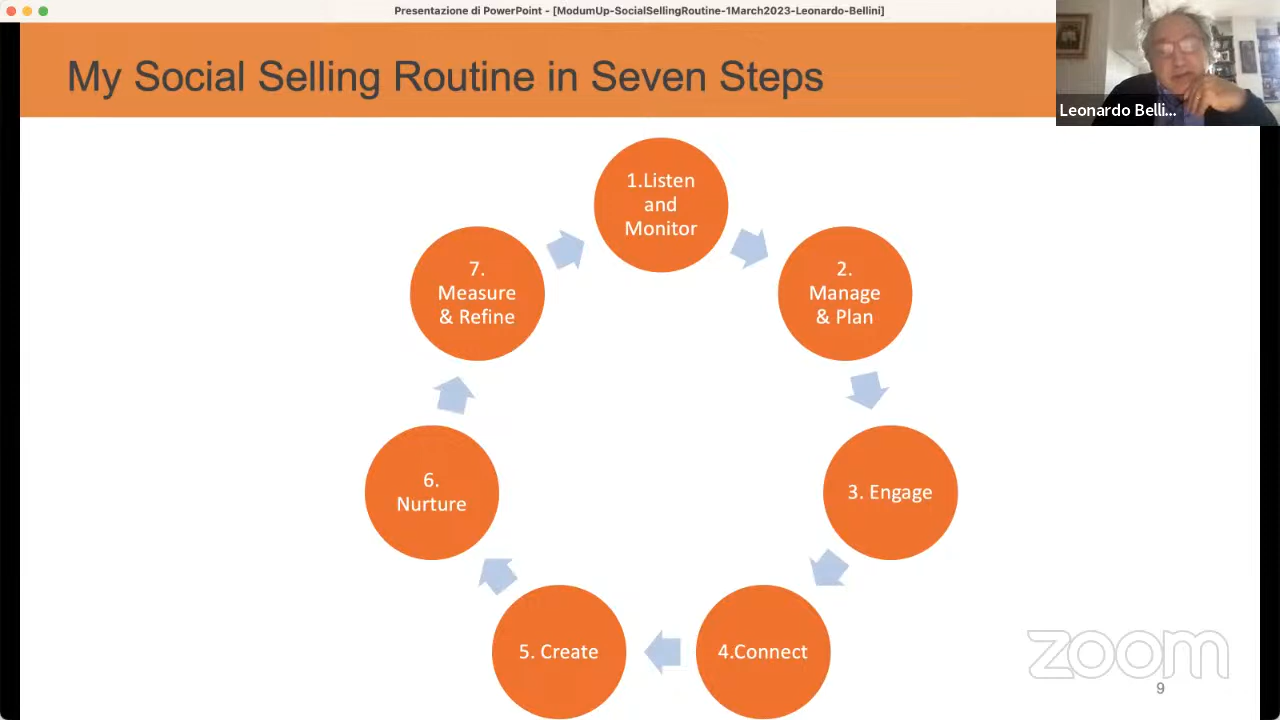 Presentazione di PowerPoint - [ModumUp-SocialSellingRoutine-1March2023-Leonardo-Bellini]
My Social Selling Routine in Seven Steps
Leonardo Belli...
1.Listen
and
Monitor
2.
Manage
& Plan
3. Engage
4.Connect
5. Create
6.
Nurture
7.
Measure
& Refine
zoom
9